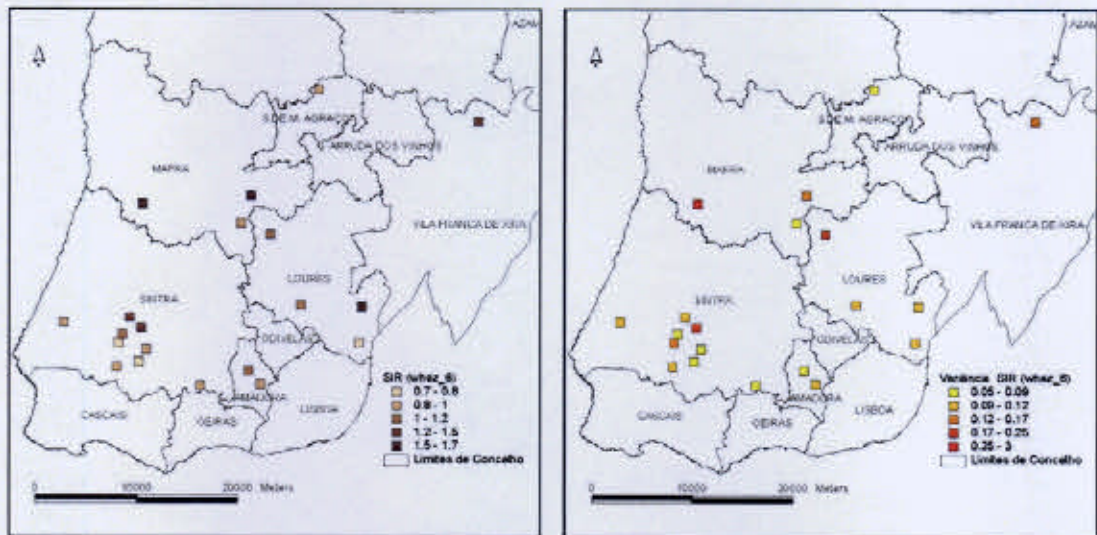 AZAM
S.DE.M. AGRAÇO
ARRUDA DOS VINHOS
MAFRA
VILA FRANCA DE XIRA
LOURES
SINTRA
ODIVELAS
AMADORA
LISBOA
CASCAIS
OEIRAS
SIR (whaz_6)
0.7 - 0.8
0.8 - 1
1 - 1.2
1.2 - 1.5
1.5 - 1.7
Limites de Concelho
0 10000 20000 Meters
AZAM
S.DE.M. AGRAÇO
ARRUDA DOS VINHOS
MAFRA
VILA FRANCA DE XIRA
LOURES
SINTRA
ODIVELAS
AMADORA
LISBOA
CASCAIS
OEIRAS
Variância SIR (whaz_6)
0.05 - 0.09
0.09 - 0.12
0.12 - 0.17
0.17 - 0.25
0.25 - 3
Limites de Concelho
0 10000 20000 Meters